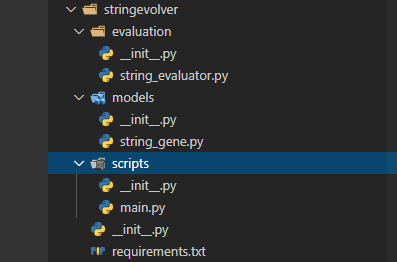 stringevolver
evaluation
__init__.py
string_evaluator.py
models
__init__.py
string_gene.py
scripts
__init__.py
main.py
__init__.py
requirements.txt